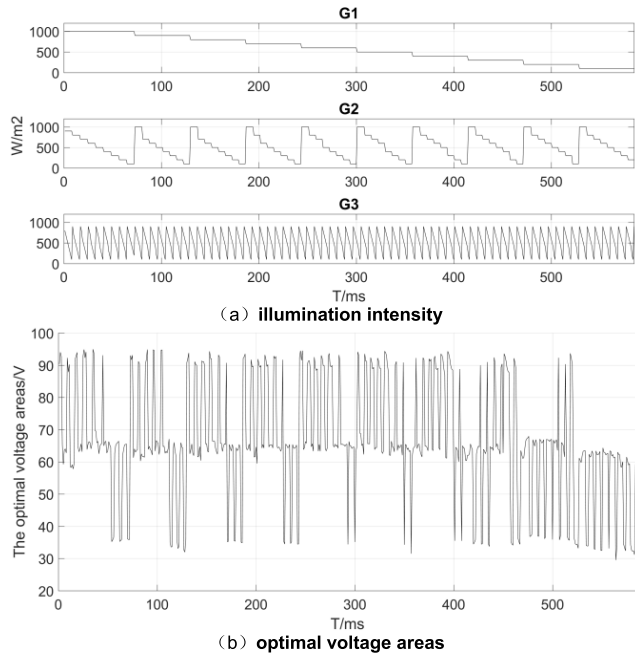 G1
1000
500
0
0 100 200 300 400 500
G2
W/m2
1000
500
0
0 100 200 300 400 500
G3
1000
500
0
0 100 200 300 400 500
T/ms
（a）illumination intensity
The optimal voltage areas/V
100
90
80
70
60
50
40
30
20
0 100 200 300 400 500
T/ms
（b）optimal voltage areas